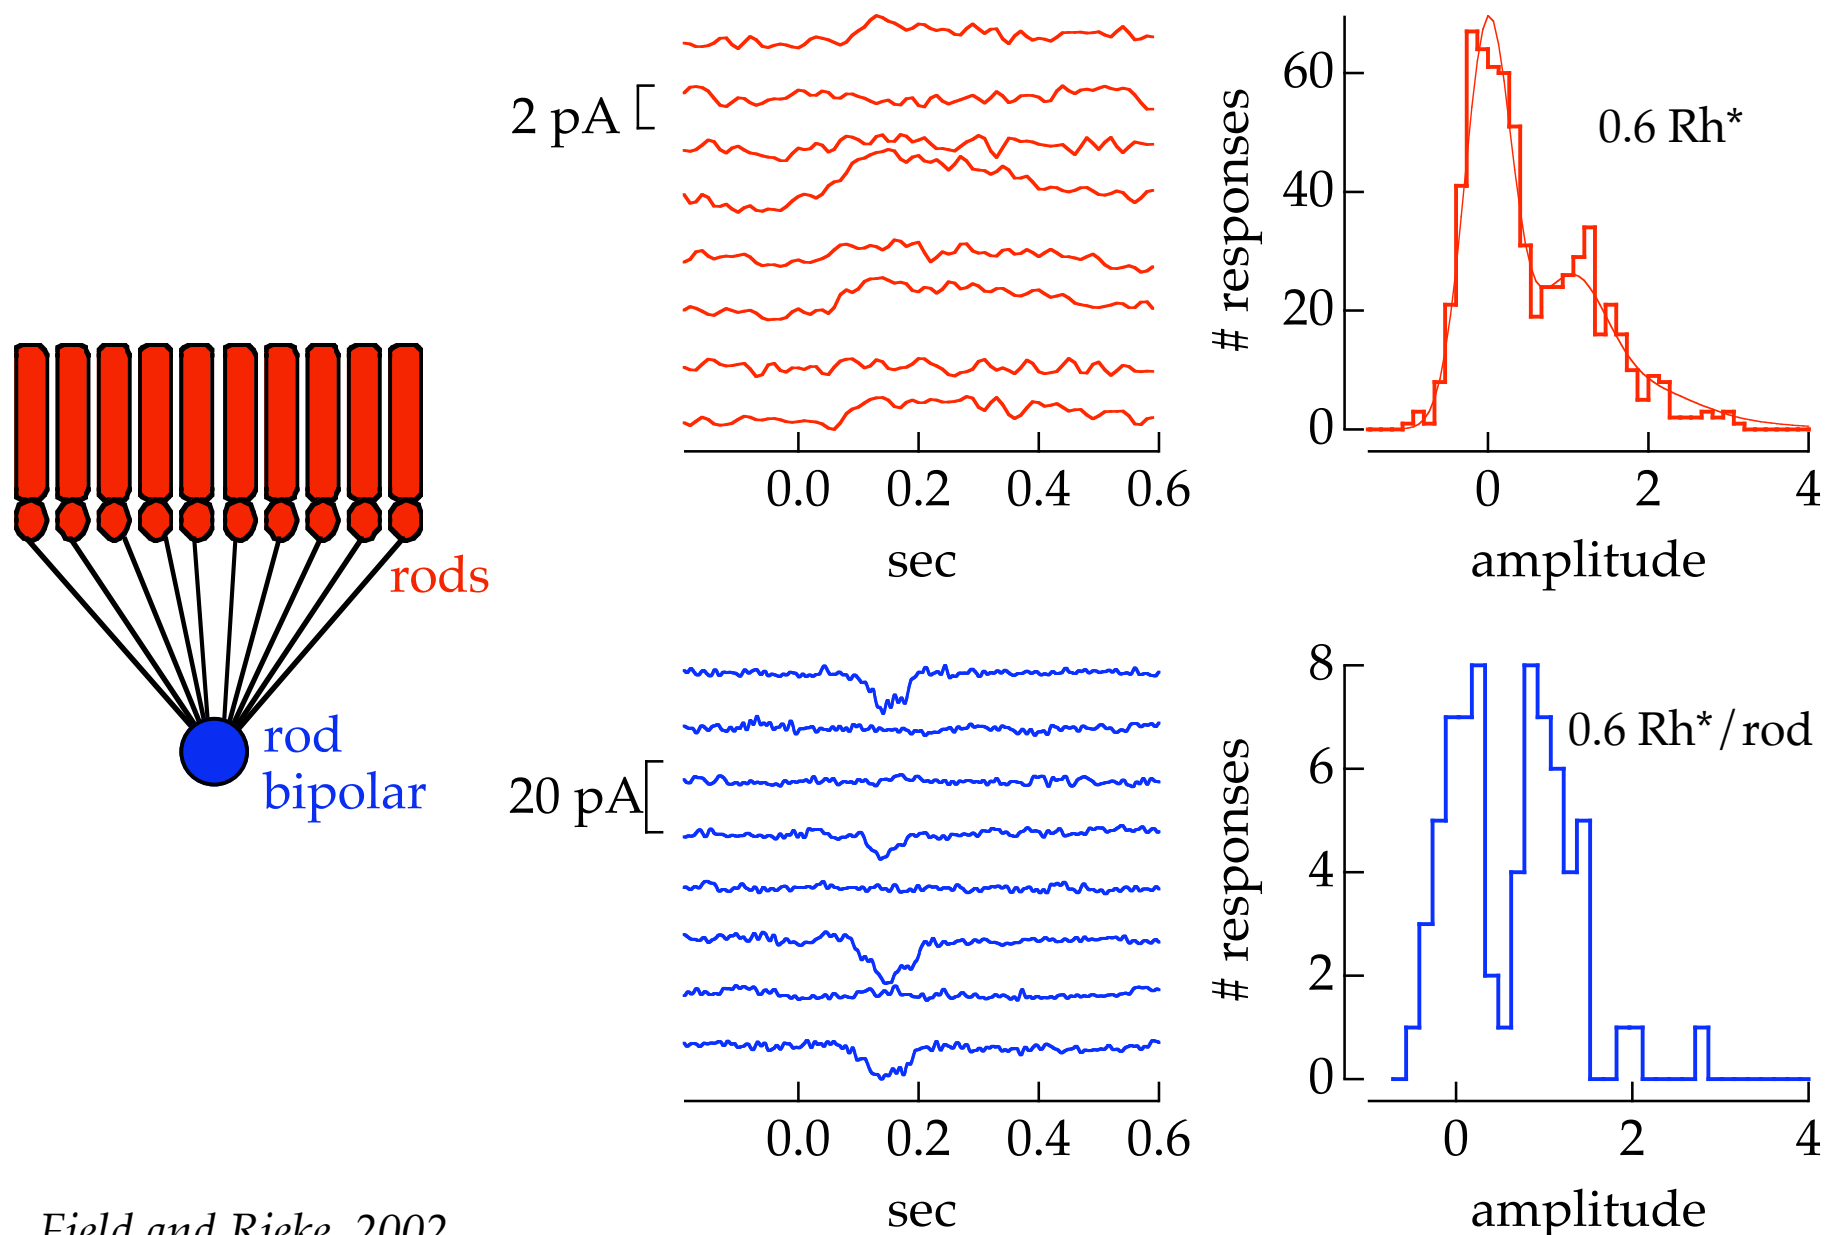 2 pA
# responses
60
40
20
0
0.6 Rh*
0.0 0.2 0.4 0.6
sec
0 2 4
amplitude
rods
rod
bipolar
20 pA
# responses
8
6
4
2
0
0.6 Rh*/rod
0.0 0.2 0.4 0.6
sec
0 2 4
amplitude
Field and Rieke, 2002